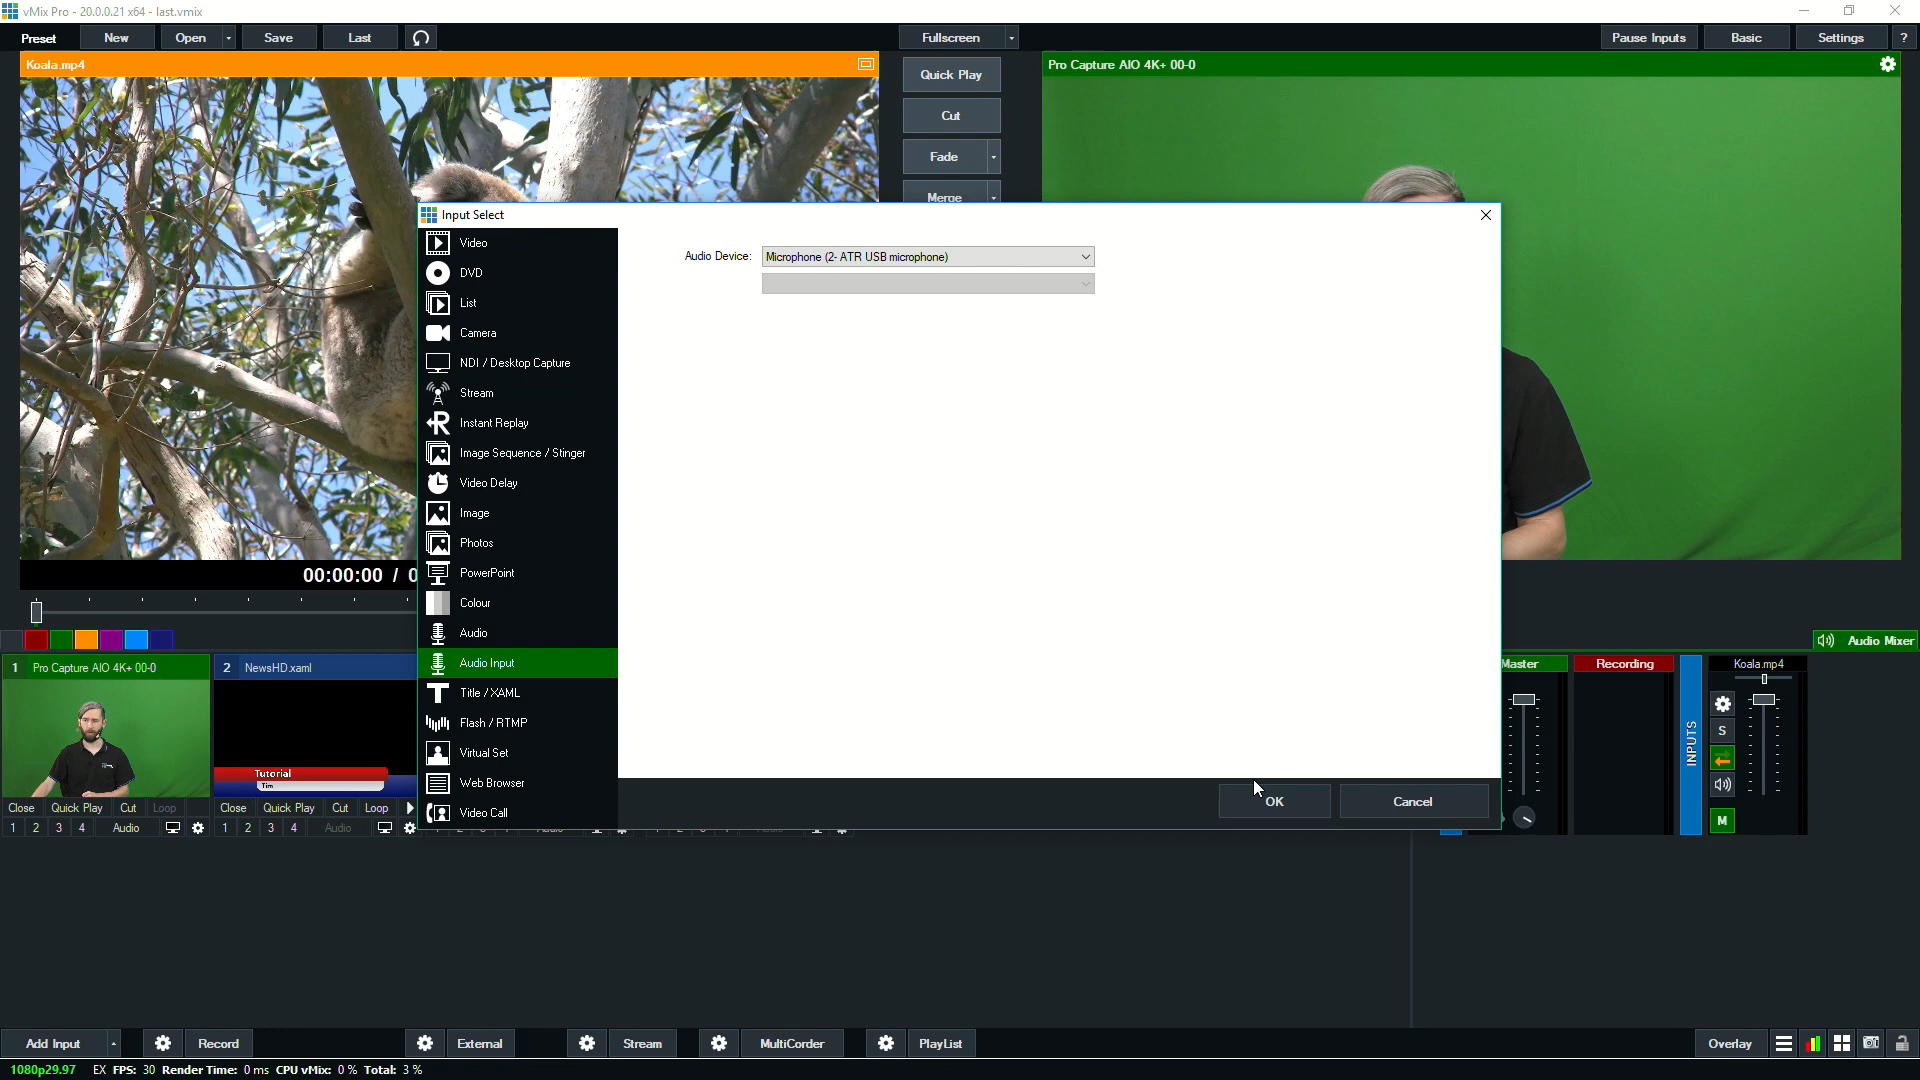 vMix Pro - 20.0.0.21 x64 - last.vmix
Preset New Open Save Last Fullscreen Pause Inputs Basic Settings ?
Koala.mp4
Quick Play
Cut
Fade
Merge
Pro Capture AIO 4K+ 00-0
Input Select
Video
DVD
List
Camera
NDI / Desktop Capture
Stream
Instant Replay
Image Sequence / Stinger
Video Delay
Image
Photos
PowerPoint
Colour
Audio
Audio Input
Title / XAML
Flash / RTMP
Virtual Set
Web Browser
Video Call
Audio Device: Microphone (2- ATR USB microphone)
OK Cancel
00:00:00 / 0
Audio Mixer
1 Pro Capture AIO 4K+ 00-0
2 NewsHD.xaml
Tutorial
Tim
Close Quick Play Cut Loop
1 2 3 4 Audio
Close Quick Play Cut Loop
1 2 3 4 Audio
Master
Recording
INPUTS
Koala.mp4
S
M
Add Input Record External Stream MultiCorder PlayList Overlay
1080p29.97 EX FPS: 30 Render Time: 0 ms CPU vMix: 0 % Total: 3 %